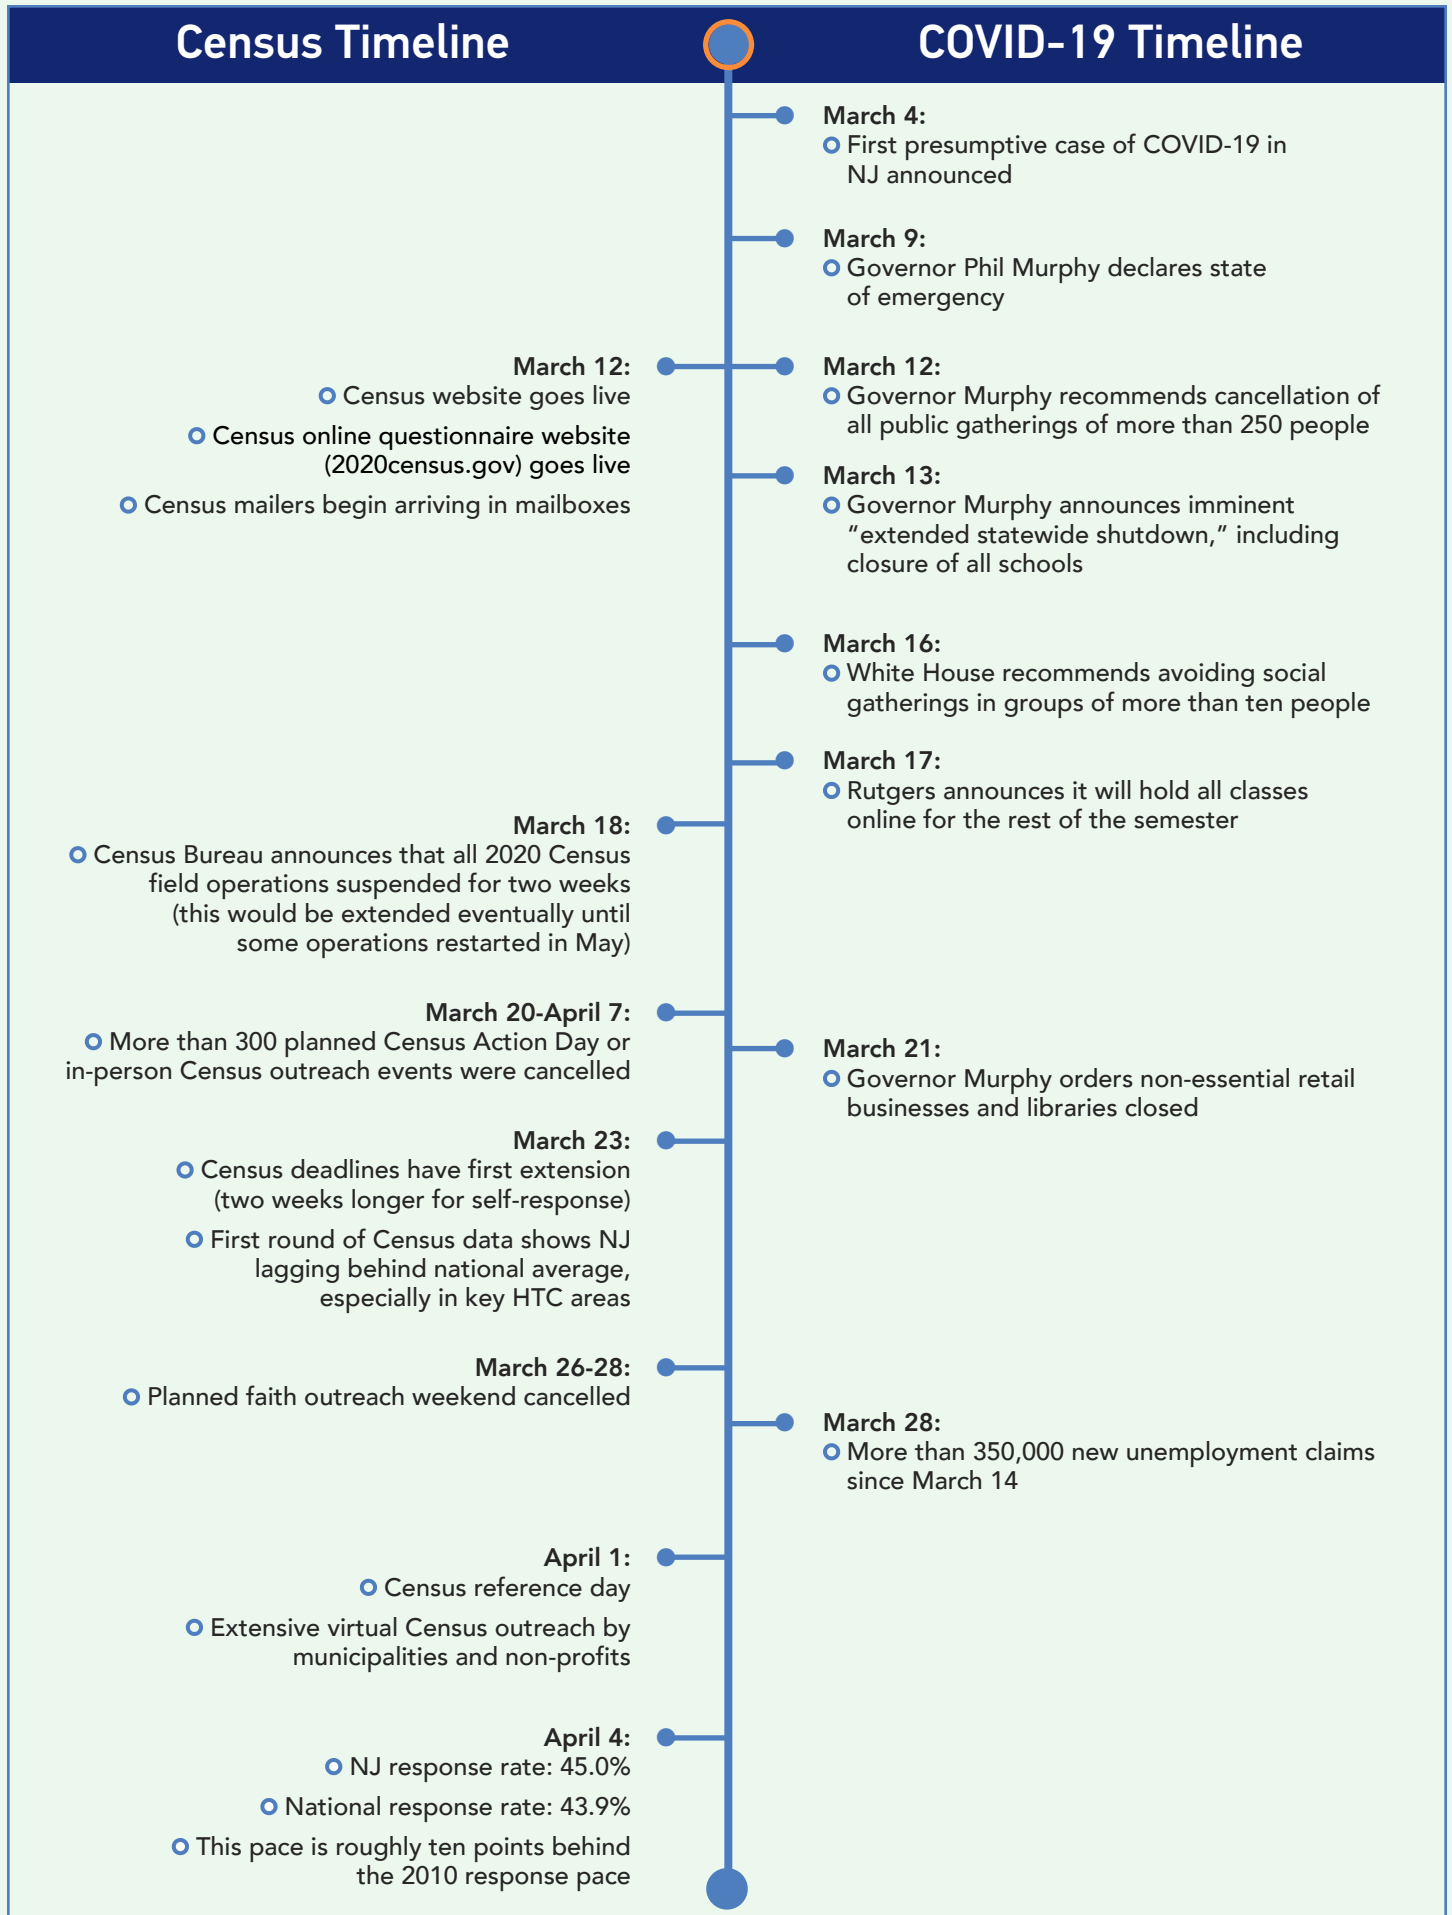 Census Timeline
COVID-19 Timeline
March 4:
First presumptive case of COVID-19 in
NJ announced
March 9:
Governor Phil Murphy declares state
of emergency
March 12:
Census website goes live
Census online questionnaire website
(2020census.gov) goes live
Census mailers begin arriving in mailboxes
March 12:
Governor Murphy recommends cancellation of
all public gatherings of more than 250 people
March 13:
Governor Murphy announces imminent
“extended statewide shutdown,” including
closure of all schools
March 16:
White House recommends avoiding social
gatherings in groups of more than ten people
March 17:
Rutgers announces it will hold all classes
online for the rest of the semester
March 18:
Census Bureau announces that all 2020 Census
field operations suspended for two weeks
(this would be extended eventually until
some operations restarted in May)
March 20-April 7:
More than 300 planned Census Action Day or
in-person Census outreach events were cancelled
March 21:
Governor Murphy orders non-essential retail
businesses and libraries closed
March 23:
Census deadlines have first extension
(two weeks longer for self-response)
First round of Census data shows NJ
lagging behind national average,
especially in key HTC areas
March 26-28:
Planned faith outreach weekend cancelled
March 28:
More than 350,000 new unemployment claims
since March 14
April 1:
Census reference day
Extensive virtual Census outreach by
municipalities and non-profits
April 4:
NJ response rate: 45.0%
National response rate: 43.9%
This pace is roughly ten points behind
the 2010 response pace